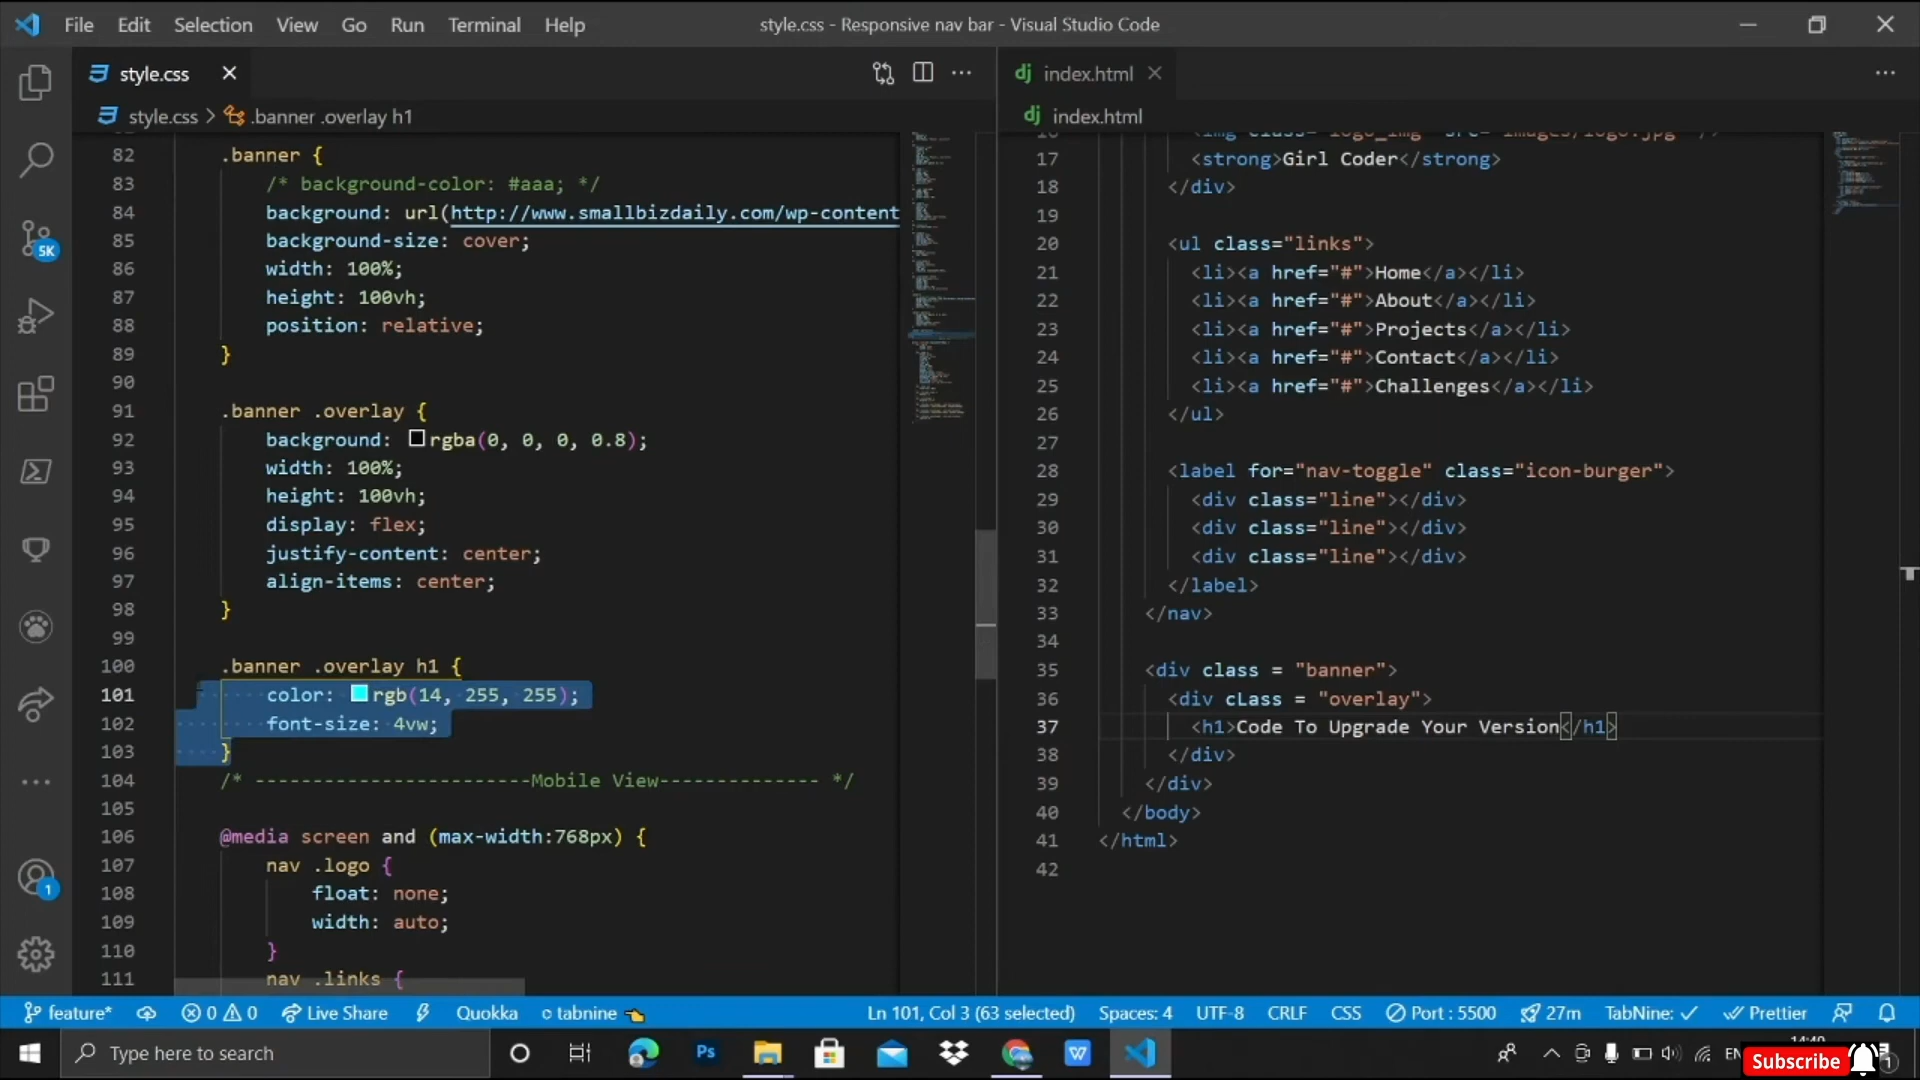 File Edit Selection View Go Run Terminal Help
style.css - Responsive nav bar - Visual Studio Code
style.css
style.css > .banner .overlay h1
82 .banner {
83 /* background-color: #aaa; */
84 background: url(http://www.smallbizdaily.com/wp-content
85 background-size: cover;
86 width: 100%;
87 height: 100vh;
88 position: relative;
89 }
90
91 .banner .overlay {
92 background: rgba(0, 0, 0, 0.8);
93 width: 100%;
94 height: 100vh;
95 display: flex;
96 justify-content: center;
97 align-items: center;
98 }
99
100 .banner .overlay h1 {
101 color: rgb(14, 255, 255);
102 font-size: 4vw;
103 }
104 /* ------------------------Mobile View-------------- */
105
106 @media screen and (max-width:768px) {
107 nav .logo {
108 float: none;
109 width: auto;
110 }
111 nav .links {
dj index.html
dj index.html
17 <strong>Girl Coder</strong>
18 </div>
19
20 <ul class="links">
21 <li><a href="#">Home</a></li>
22 <li><a href="#">About</a></li>
23 <li><a href="#">Projects</a></li>
24 <li><a href="#">Contact</a></li>
25 <li><a href="#">Challenges</a></li>
26 </ul>
27
28 <label for="nav-toggle" class="icon-burger">
29 <div class="line"></div>
30 <div class="line"></div>
31 <div class="line"></div>
32 </label>
33 </nav>
34
35 <div class = "banner">
36 <div cLass = "overlay">
37 <h1>Code To Upgrade Your Version</h1>
38 </div>
39 </div>
40 </body>
41 </html>
42
5K
1
feature* 0 0 Live Share Quokka tabnine Ln 101, Col 3 (63 selected) Spaces: 4 UTF-8 CRLF CSS Port : 5500 27m TabNine: Prettier
Type here to search
Ps
W
Subscribe
1